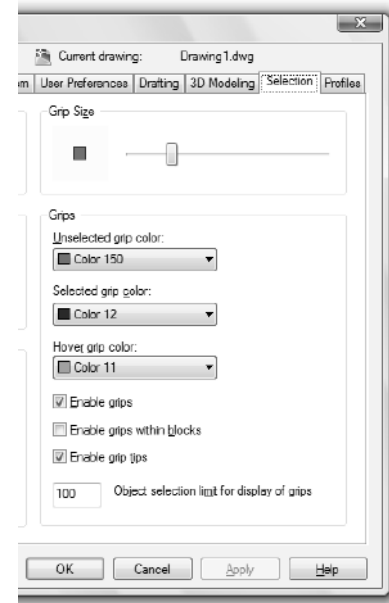 Current drawing: Drawing1.dwg
m User Preferences Drafting 3D Modeling Selection Profiles
Grip Size
Grips
Unselected grip color:
Color 150
Selected grip color:
Color 12
Hover grip color:
Color 11
Enable grips
Enable grips within blocks
Enable grip tips
100 Object selection limit for display of grips
OK Cancel Apply Help